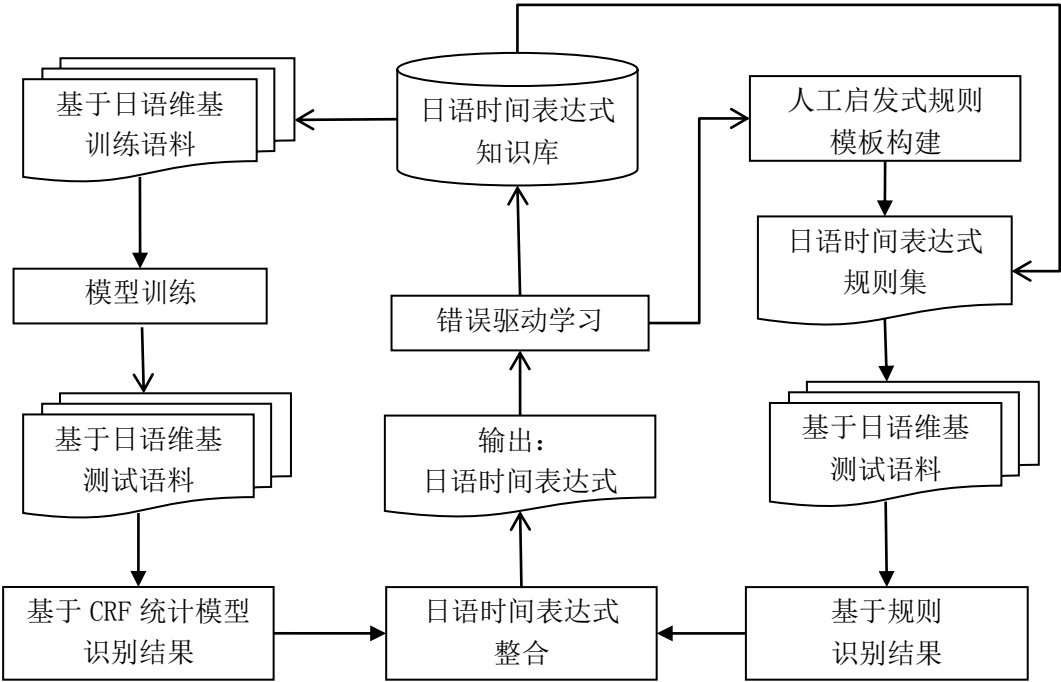 基于日语维基
训练语料
日语时间表达式
知识库
人工启发式规则
模板构建
日语时间表达式
规则集
模型训练
错误驱动学习
基于日语维基
测试语料
输出：
日语时间表达式
基于日语维基
测试语料
基于 CRF 统计模型
识别结果
日语时间表达式
整合
基于规则
识别结果